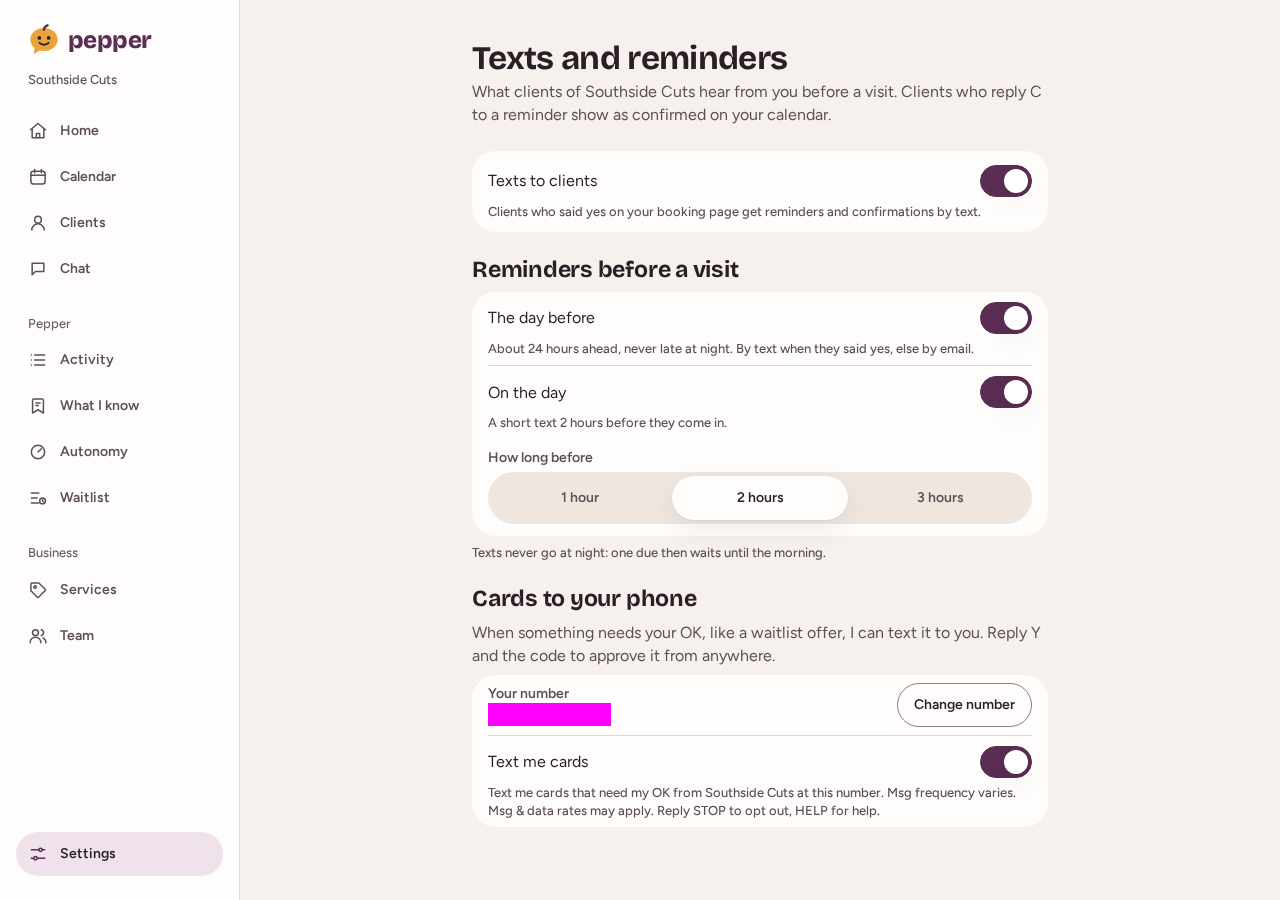 pepper
Southside Cuts
Home
Calendar
Clients
Chat
Pepper
Activity
What I know
Autonomy
Waitlist
Business
Services
Team
Settings
Texts and reminders
What clients of Southside Cuts hear from you before a visit. Clients who reply C
to a reminder show as confirmed on your calendar.
Texts to clients
Clients who said yes on your booking page get reminders and confirmations by text.
Reminders before a visit
The day before
About 24 hours ahead, never late at night. By text when they said yes, else by email.
On the day
A short text 2 hours before they come in.
How long before
1 hour
2 hours
3 hours
Texts never go at night: one due then waits until the morning.
Cards to your phone
When something needs your OK, like a waitlist offer, I can text it to you. Reply Y
and the code to approve it from anywhere.
Your number
Change number
Text me cards
Text me cards that need my OK from Southside Cuts at this number. Msg frequency varies.
Msg & data rates may apply. Reply STOP to opt out, HELP for help.